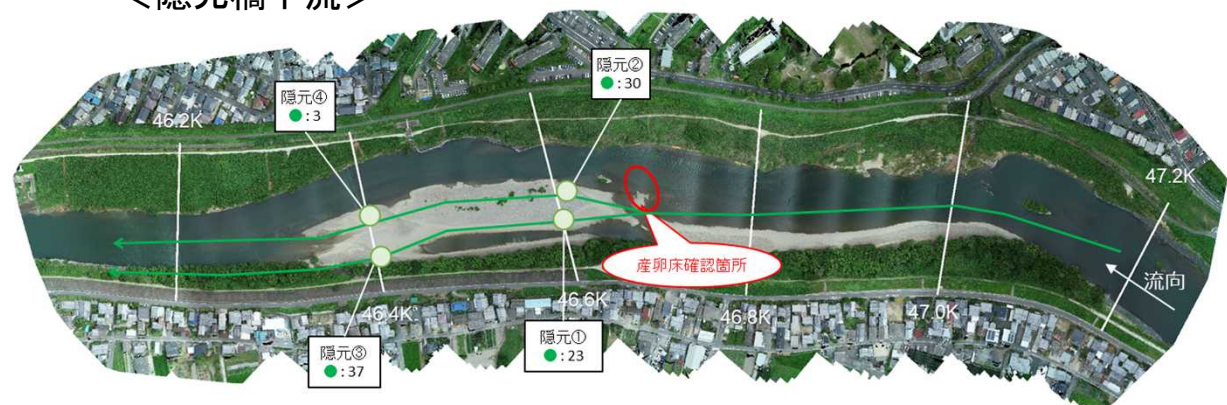 <隠元橋下流>
隠元②
●:30
隠元④
●:3
46.2K
47.2K
産卵床確認箇所
流向
46.4K
46.6K
46.8K
47.0K
隠元①
●:23
隠元③
●:37